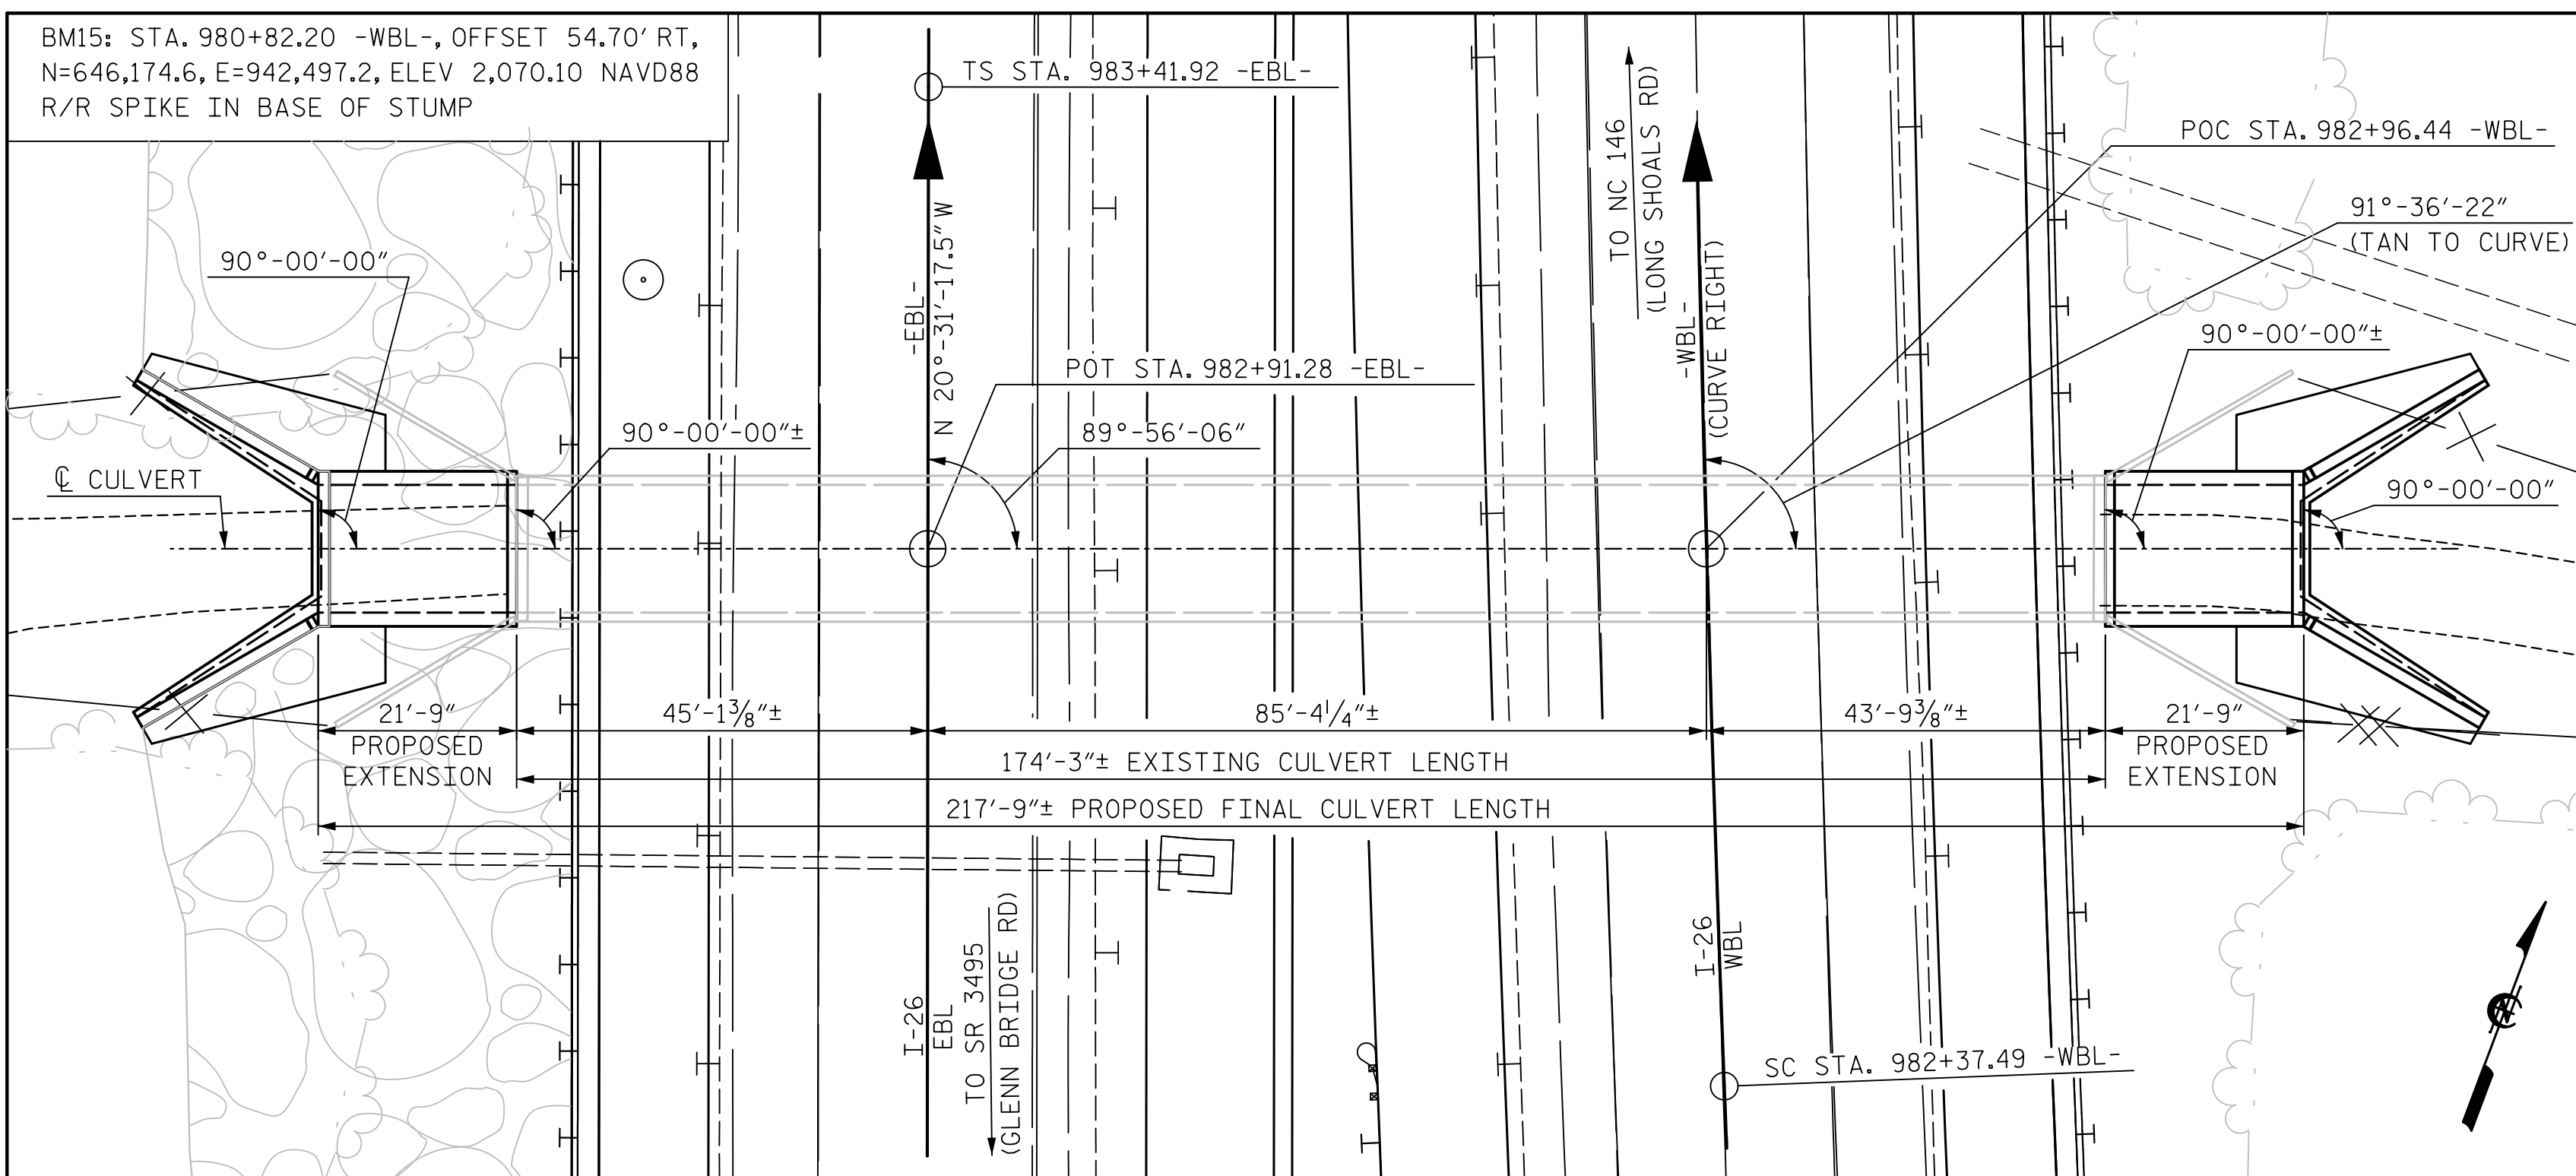 BM15: STA. 980+82.20 -WBL-, OFFSET 54.70' RT,
N=646,174.6, E=942,497.2, ELEV 2,070.10 NAVD88
R/R SPIKE IN BASE OF STUMP
TS STA. 983+41.92 -EBL-
POC STA. 982+96.44 -WBL-
TO NC 146
(LONG SHOALS RD)
91°-36'-22"
(TAN TO CURVE)
90°-00'-00"
-EBL-
N 20°-31'-17.5" W
-WBL-
(CURVE RIGHT)
90°-00'-00"±
POT STA. 982+91.28 -EBL-
90°-00'-00"±
89°-56'-06"
℄ CULVERT
90°-00'-00"
21'-9"
PROPOSED
EXTENSION
45'-1 3/8"±
85'-4 1/4"±
43'-9 3/8"±
21'-9"
PROPOSED
EXTENSION
174'-3"± EXISTING CULVERT LENGTH
217'-9"± PROPOSED FINAL CULVERT LENGTH
I-26
EBL
TO SR 3495
(GLENN BRIDGE RD)
I-26
WBL
SC STA. 982+37.49 -WBL-
N